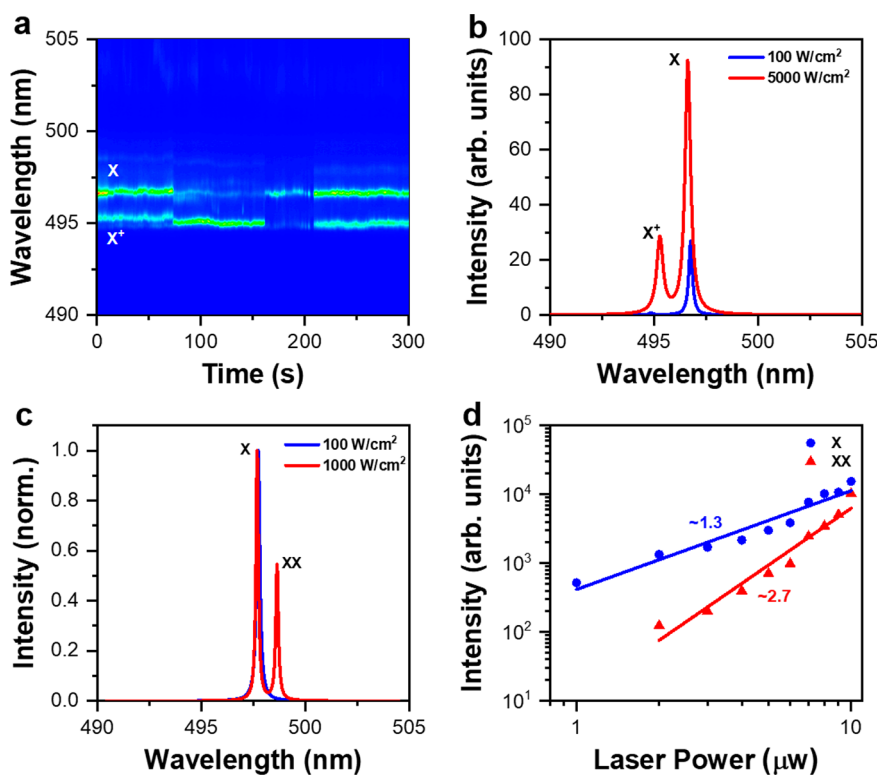 a
505
500
495
490
Wavelength (nm)
X
X⁺
0
100
200
300
Time (s)
b
100
80
60
40
20
0
Intensity (arb. units)
X
X⁺
100 W/cm²
5000 W/cm²
490
495
500
505
Wavelength (nm)
c
1.0
0.8
0.6
0.4
0.2
0.0
Intensity (norm.)
X
XX
100 W/cm²
1000 W/cm²
490
495
500
505
Wavelength (nm)
d
10⁵
10⁴
10³
10²
10¹
Intensity (arb. units)
X
XX
~1.3
~2.7
1
10
Laser Power (μw)